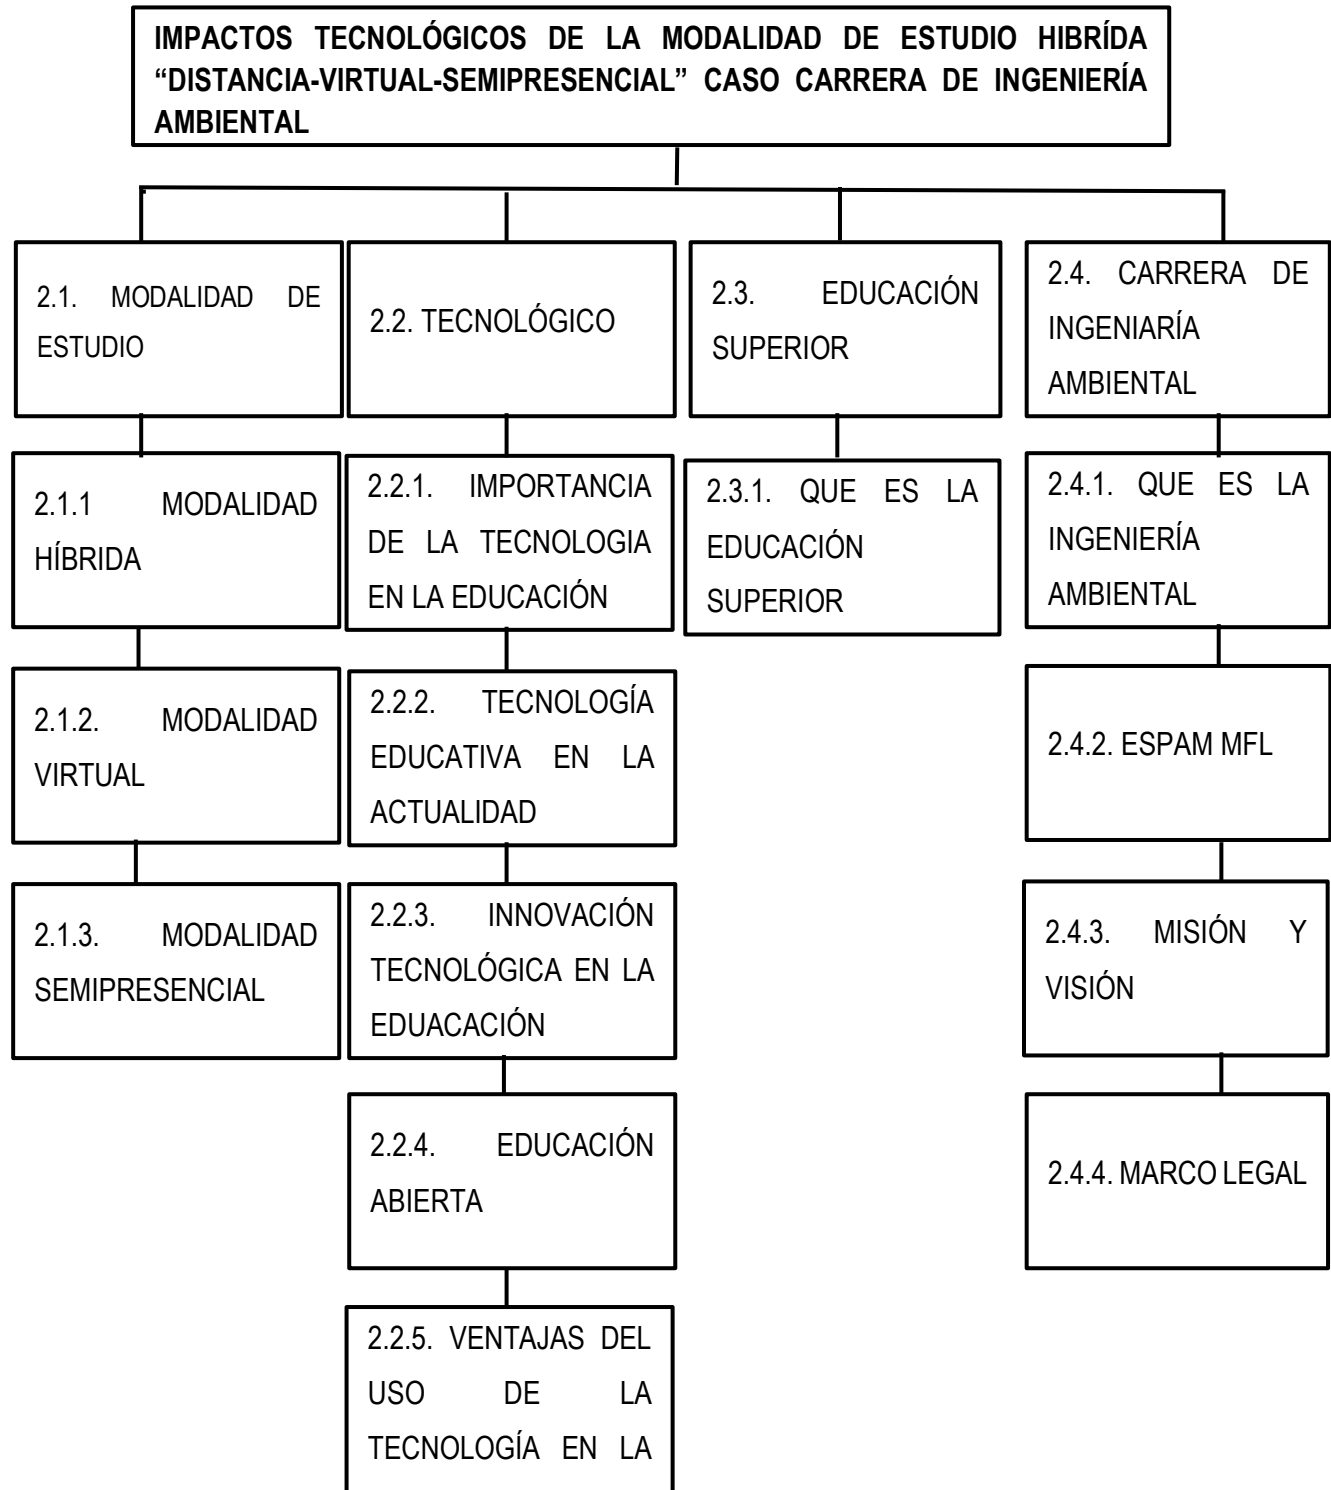 IMPACTOS TECNOLÓGICOS DE LA MODALIDAD DE ESTUDIO HIBRÍDA
“DISTANCIA-VIRTUAL-SEMIPRESENCIAL” CASO CARRERA DE INGENIERÍA
AMBIENTAL
2.1. MODALIDAD DE
ESTUDIO
2.1.1 MODALIDAD
HÍBRIDA
2.1.2. MODALIDAD
VIRTUAL
2.1.3. MODALIDAD
SEMIPRESENCIAL
2.2. TECNOLÓGICO
2.2.1. IMPORTANCIA
DE LA TECNOLOGIA
EN LA EDUCACIÓN
2.2.2. TECNOLOGÍA
EDUCATIVA EN LA
ACTUALIDAD
2.2.3. INNOVACIÓN
TECNOLÓGICA EN LA
EDUACACIÓN
2.2.4. EDUCACIÓN
ABIERTA
2.2.5. VENTAJAS DEL
USO DE LA
TECNOLOGÍA EN LA
2.3. EDUCACIÓN
SUPERIOR
2.3.1. QUE ES LA
EDUCACIÓN
SUPERIOR
2.4. CARRERA DE
INGENIARÍA
AMBIENTAL
2.4.1. QUE ES LA
INGENIERÍA
AMBIENTAL
2.4.2. ESPAM MFL
2.4.3. MISIÓN Y
VISIÓN
2.4.4. MARCO LEGAL